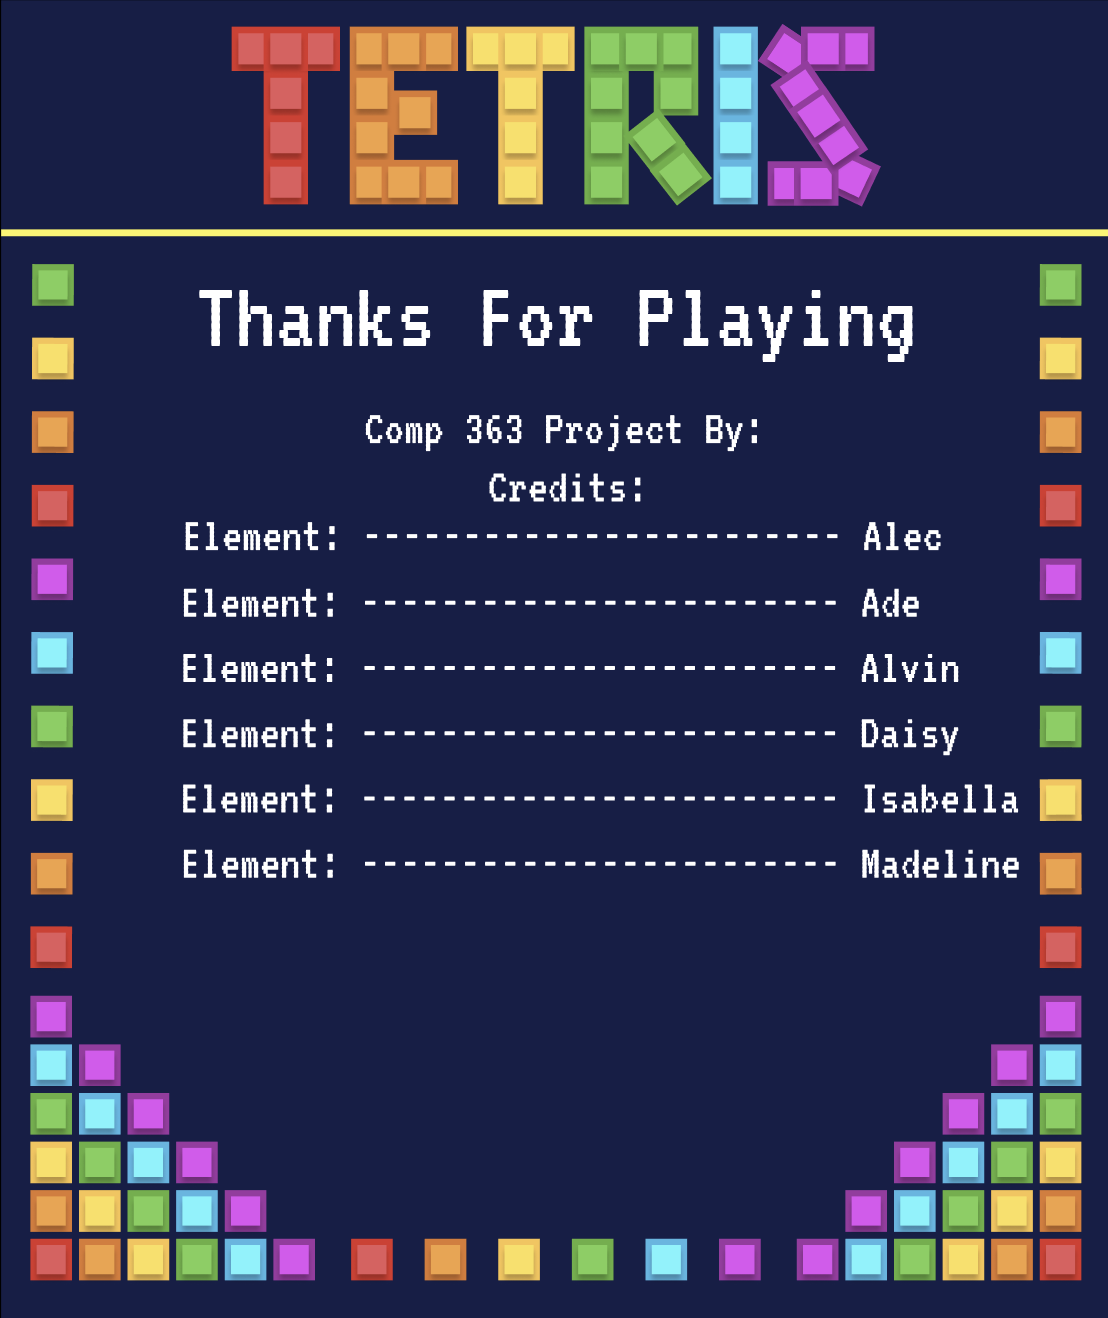 TETRIS
Thanks For Playing
Comp 363 Project By:
Credits:
Element: ------------------------ Alec
Element: ------------------------ Ade
Element: ------------------------ Alvin
Element: ------------------------ Daisy
Element: ------------------------ Isabella
Element: ------------------------ Madeline